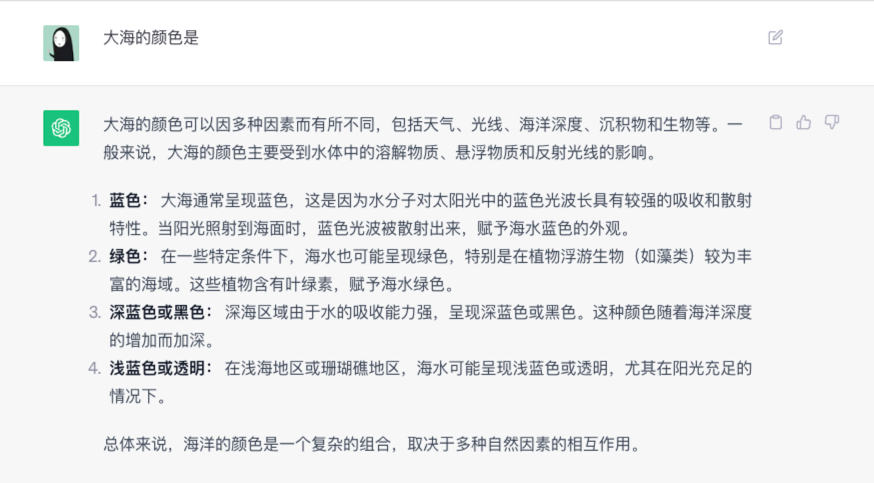 大海的颜色是
大海的颜色可以因多种因素而有所不同，包括天气、光线、海洋深度、沉积物和生物等。一
般来说，大海的颜色主要受到水体中的溶解物质、悬浮物质和反射光线的影响。
1. 蓝色： 大海通常呈现蓝色，这是因为水分子对太阳光中的蓝色光波长具有较强的吸收和散射
特性。当阳光照射到海面时，蓝色光波被散射出来，赋予海水蓝色的外观。
2. 绿色： 在一些特定条件下，海水也可能呈现绿色，特别是在植物浮游生物（如藻类）较为丰
富的海域。这些植物含有叶绿素，赋予海水绿色。
3. 深蓝色或黑色： 深海区域由于水的吸收能力强，呈现深蓝色或黑色。这种颜色随着海洋深度
的增加而加深。
4. 浅蓝色或透明： 在浅海地区或珊瑚礁地区，海水可能呈现浅蓝色或透明，尤其在阳光充足的
情况下。
总体来说，海洋的颜色是一个复杂的组合，取决于多种自然因素的相互作用。